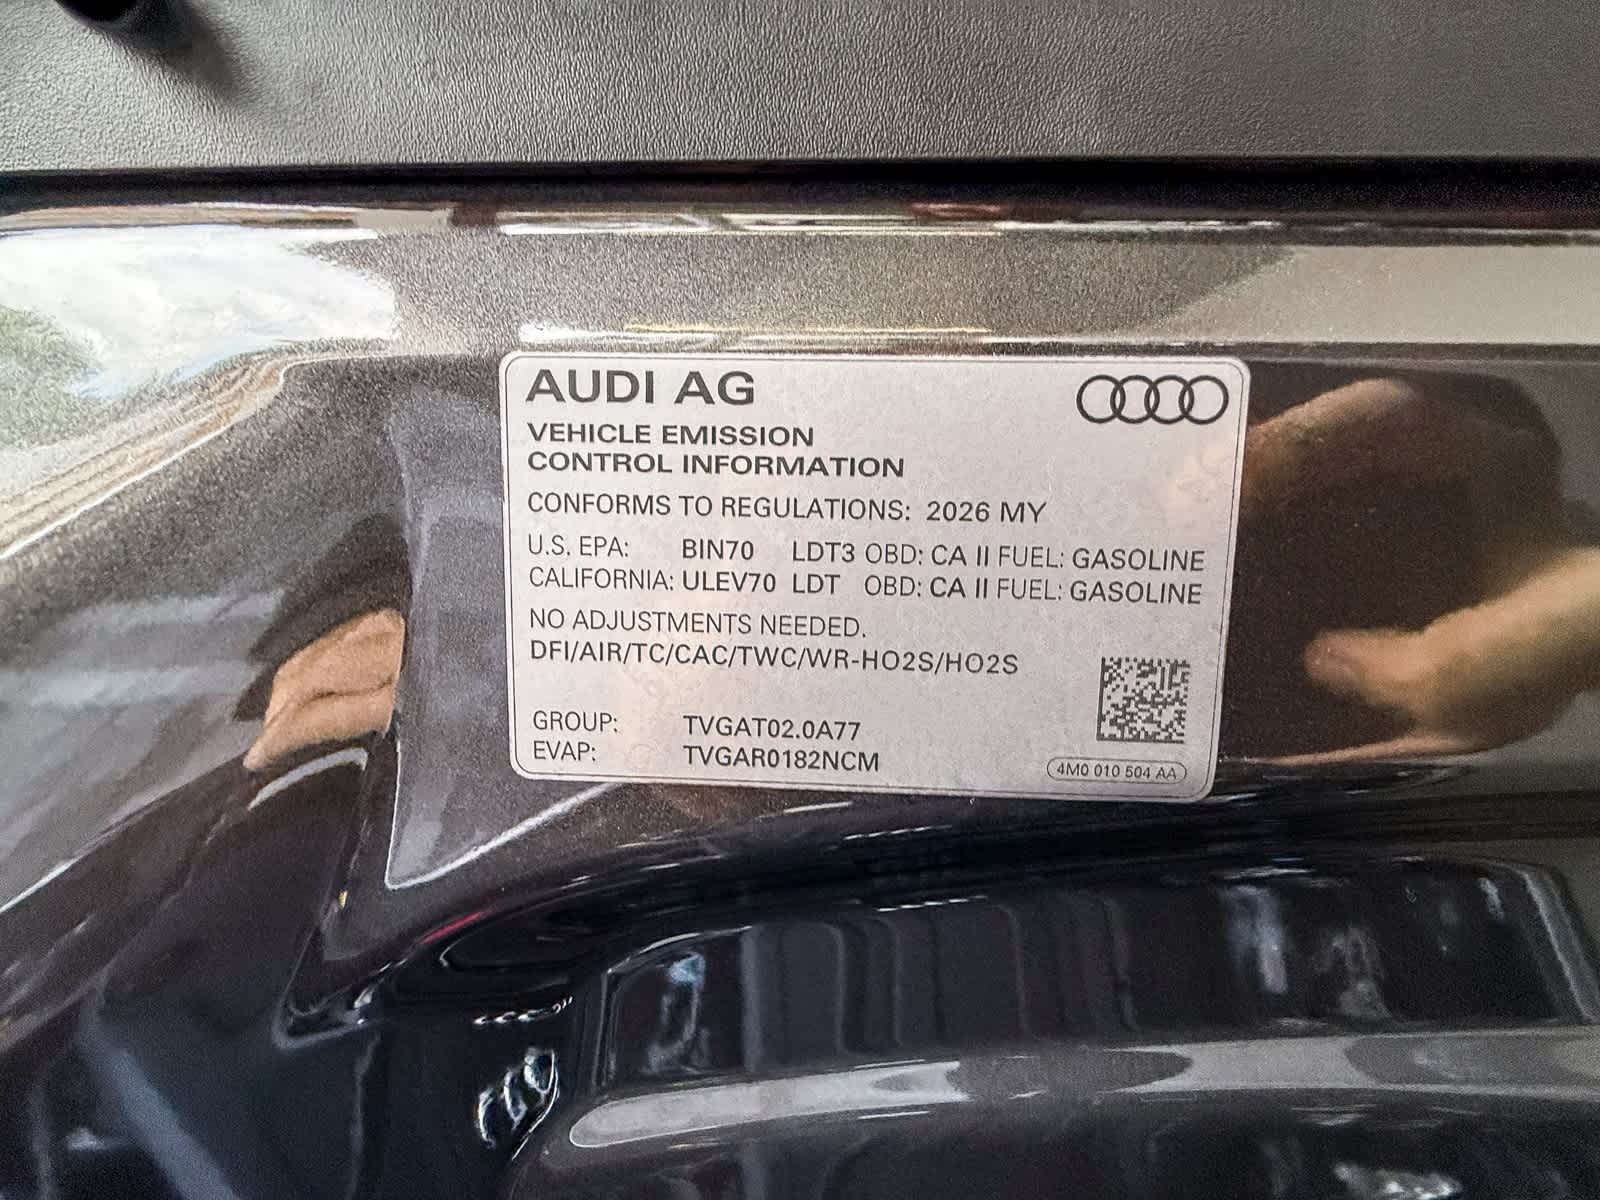 AUDI AG
VEHICLE EMISSION
CONTROL INFORMATION
CONFORMS TO REGULATIONS: 2026 MY
U.S. EPA: BIN70 LDT3 OBD: CA II FUEL: GASOLINE
CALIFORNIA: ULEV70 LDT OBD: CA II FUEL: GASOLINE
NO ADJUSTMENTS NEEDED.
DFI/AIR/TC/CAC/TWC/WR-HO2S/HO2S
GROUP: TVGAT02.0A77
EVAP: TVGAR0182NCM
4M0 010 504 AA